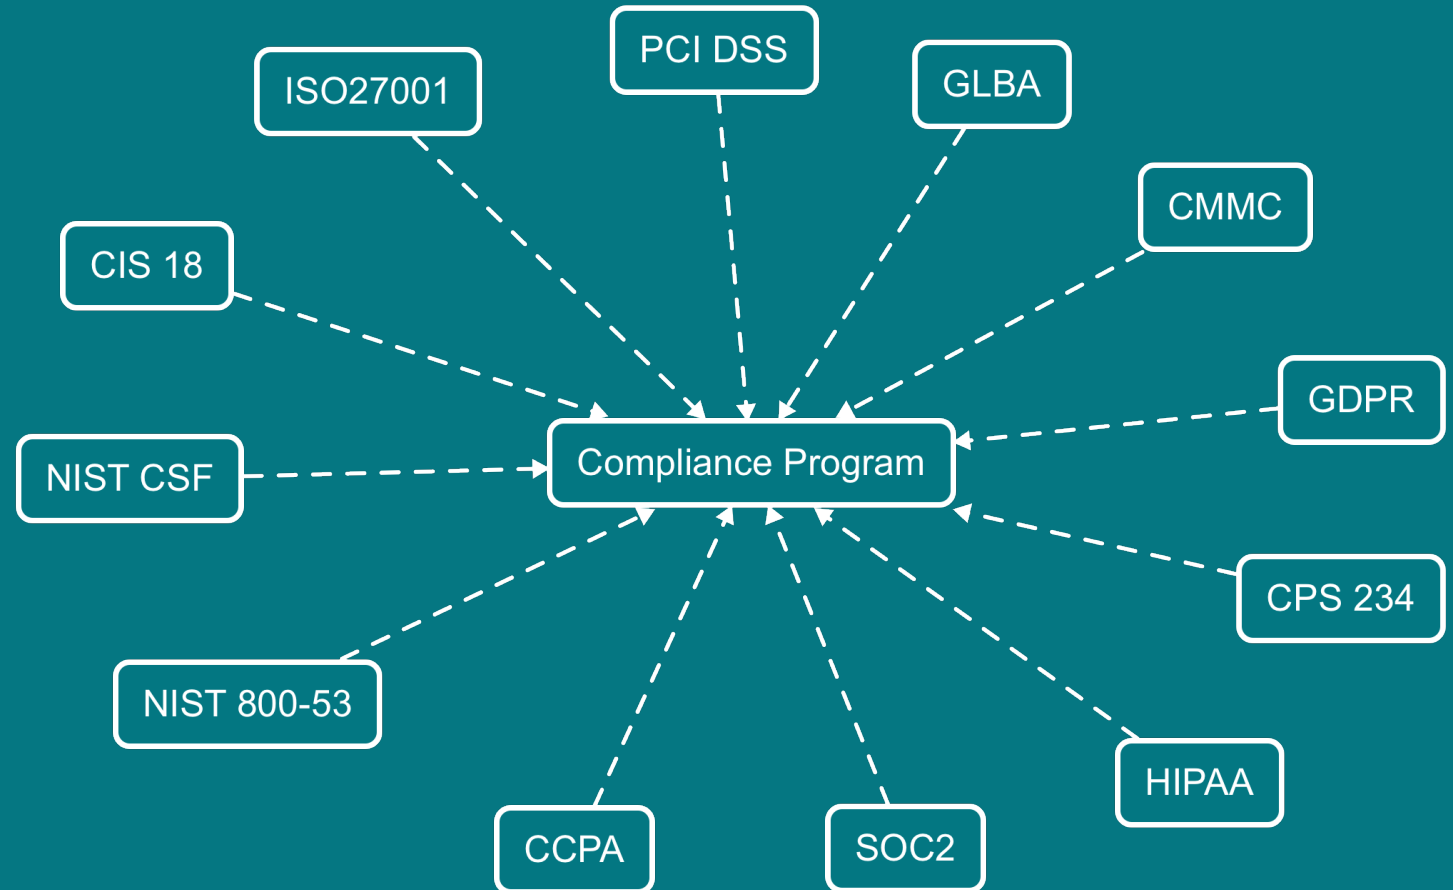 PCI DSS
GLBA
ISO27001
CMMC
CIS 18
GDPR
Compliance Program
NIST CSF
CPS 234
NIST 800-53
HIPAA
CCPA
SOC2